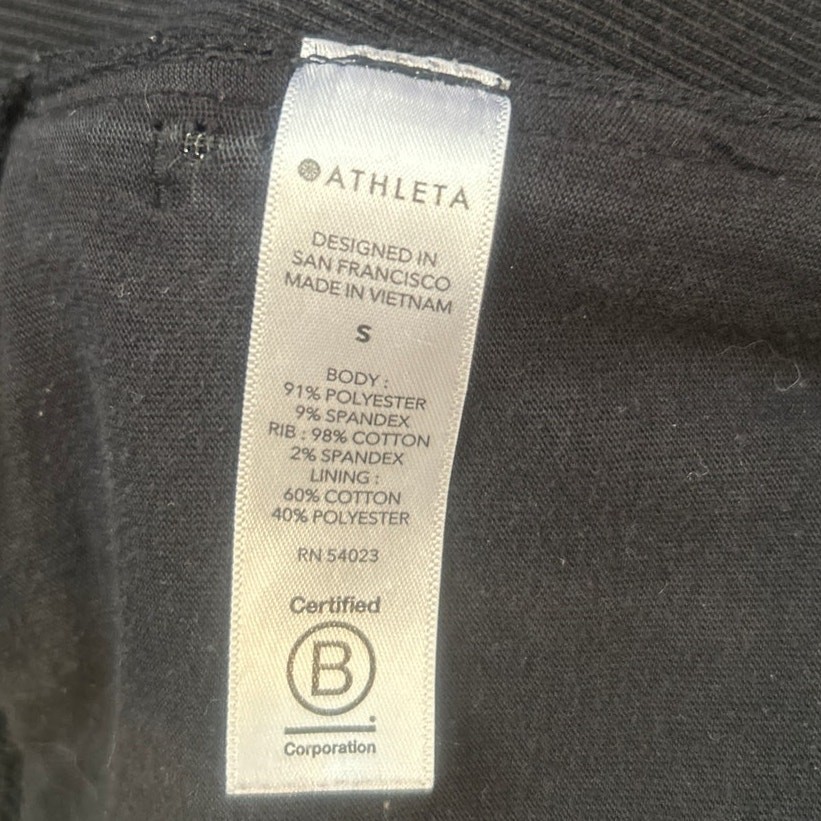 ATHLETA
DESIGNED IN
SAN FRANCISCO
MADE IN VIETNAM
S
BODY :
91% POLYESTER
9% SPANDEX
RIB : 98% COTTON
2% SPANDEX
LINING :
60% COTTON
40% POLYESTER
RN 54023
Certified
B
Corporation